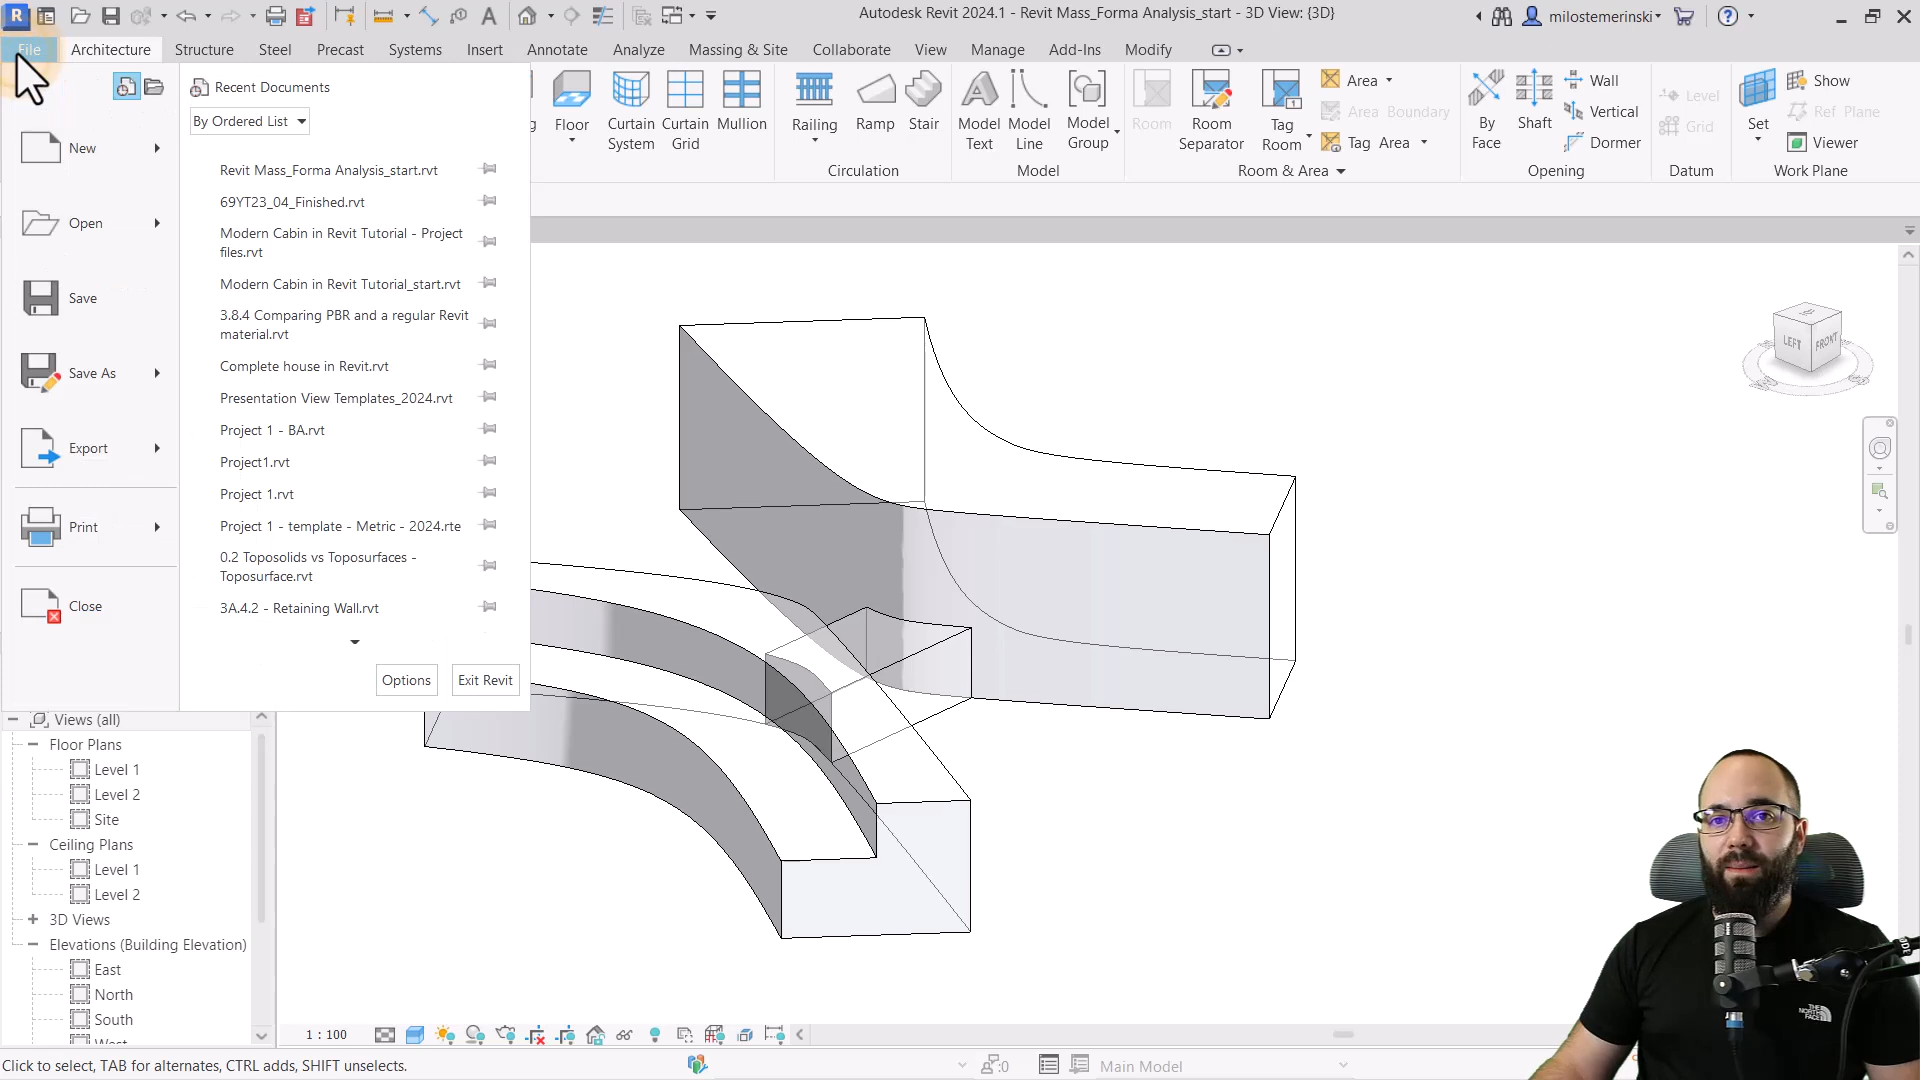 R
Autodesk Revit 2024.1 - Revit Mass_Forma Analysis_start - 3D View: {3D}
milostemerinski
File Architecture Structure Steel Precast Systems Insert Annotate Analyze Massing & Site Collaborate View Manage Add-Ins Modify
Recent Documents
By Ordered List
New
Open
Save
Save As
Export
Print
Close
Revit Mass_Forma Analysis_start.rvt
69YT23_04_Finished.rvt
Modern Cabin in Revit Tutorial - Project
files.rvt
Modern Cabin in Revit Tutorial_start.rvt
3.8.4 Comparing PBR and a regular Revit
material.rvt
Complete house in Revit.rvt
Presentation View Templates_2024.rvt
Project 1 - BA.rvt
Project1.rvt
Project 1.rvt
Project 1 - template - Metric - 2024.rte
0.2 Toposolids vs Toposurfaces -
Toposurface.rvt
3A.4.2 - Retaining Wall.rvt
Options Exit Revit
Floor
Curtain
System
Curtain
Grid
Mullion
Railing
Ramp
Stair
Circulation
Model
Text
Model
Line
Model
Group
Model
Room
Room
Separator
Tag
Room
Area
Area Boundary
Tag Area
Room & Area
By
Face
Shaft
Wall
Vertical
Dormer
Opening
Level
Grid
Datum
Set
Show
Ref Plane
Viewer
Work Plane
LEFT FRONT
Views (all)
Floor Plans
Level 1
Level 2
Site
Ceiling Plans
Level 1
Level 2
3D Views
Elevations (Building Elevation)
East
North
South
1 : 100
Click to select, TAB for alternates, CTRL adds, SHIFT unselects.
:0
Main Model
THE
NORTH
FACE